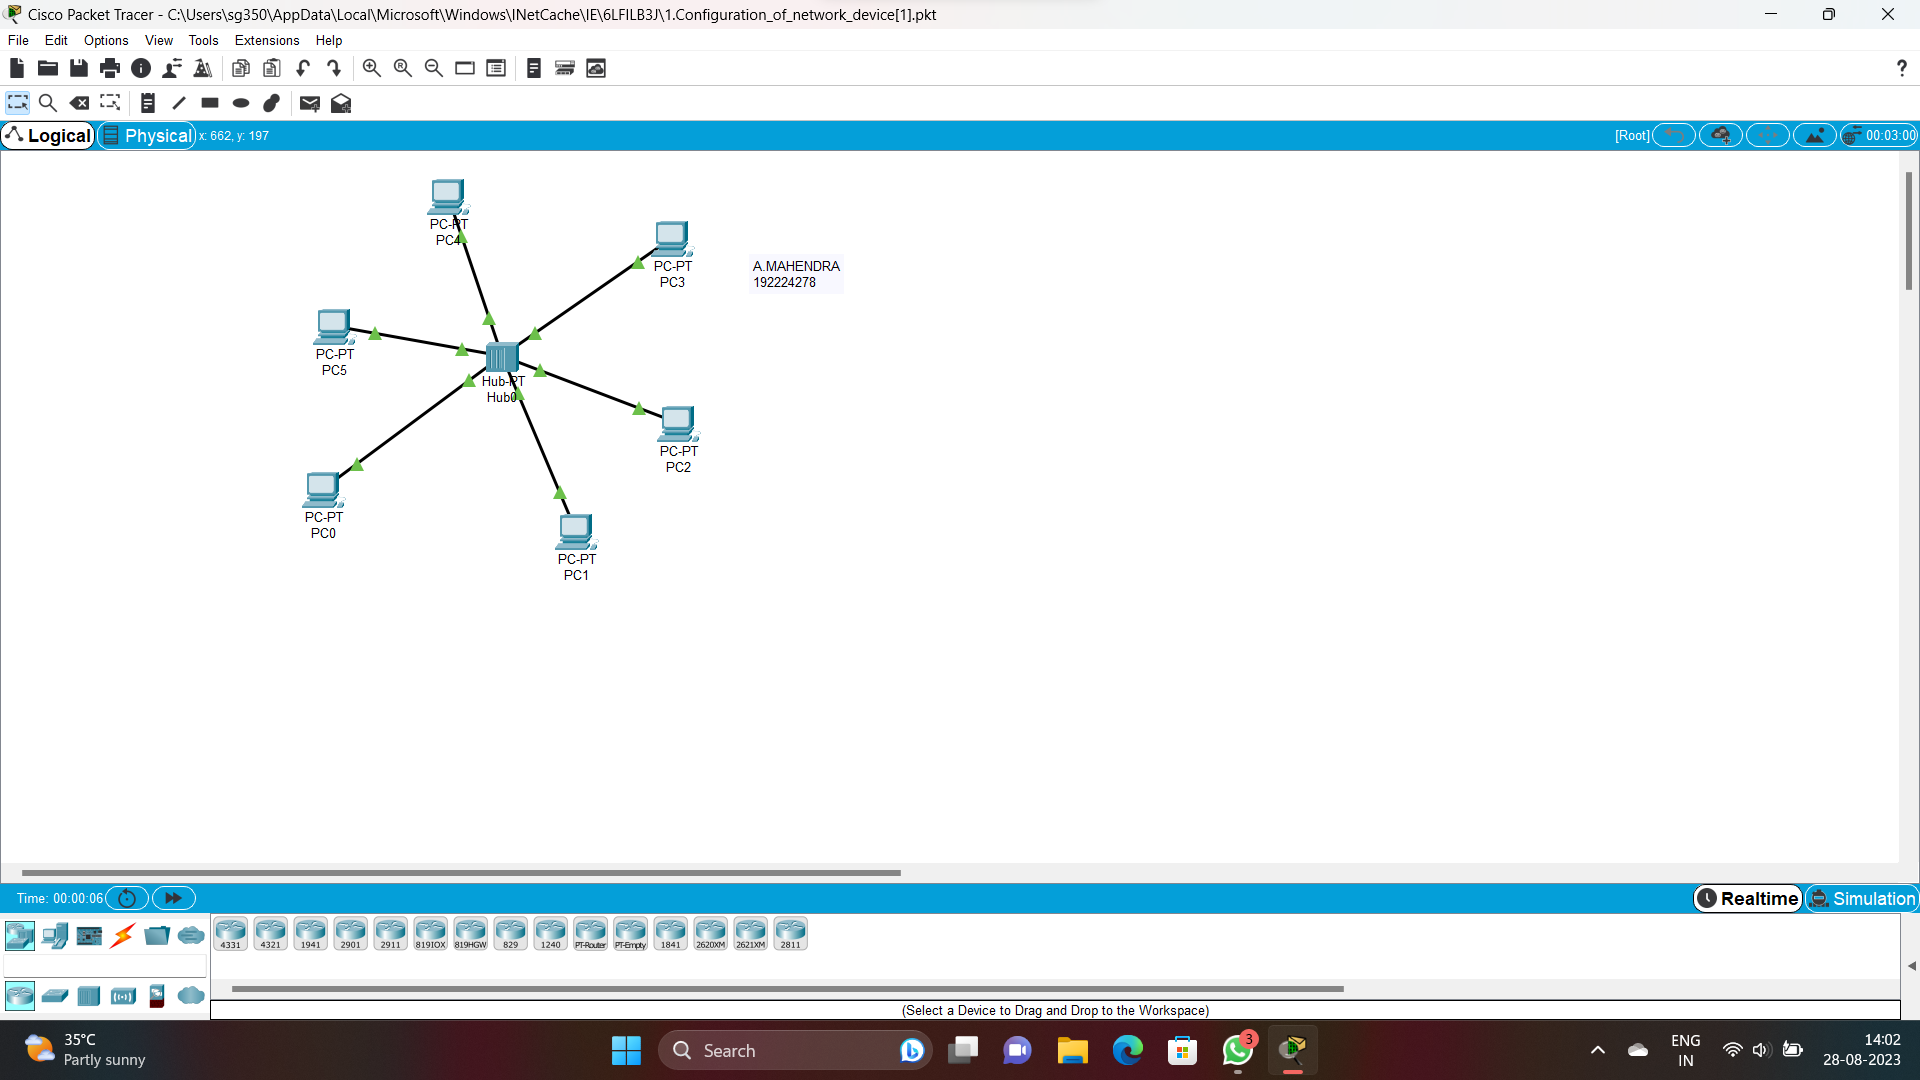 Cisco Packet Tracer - C:\Users\sg350\AppData\Local\Microsoft\Windows\INetCache\IE\6LFILB3J\1.Configuration_of_network_device[1].pkt
File Edit Options View Tools Extensions Help
?
Logical Physical x: 662, y: 197 [Root] 00:03:00
PC-PT
PC4
PC-PT
PC3
A.MAHENDRA
192224278
PC-PT
PC5
Hub-PT
Hub0
PC-PT
PC2
PC-PT
PC0
PC-PT
PC1
Time: 00:00:06 Realtime Simulation
4331 4321 1941 2901 2911 819IOX 819HGW 829 1240 PT-Router PT-Empty 1841 2620XM 2621XM 2811
(Select a Device to Drag and Drop to the Workspace)
35°C
Partly sunny
Search
3
ENG
IN
14:02
28-08-2023